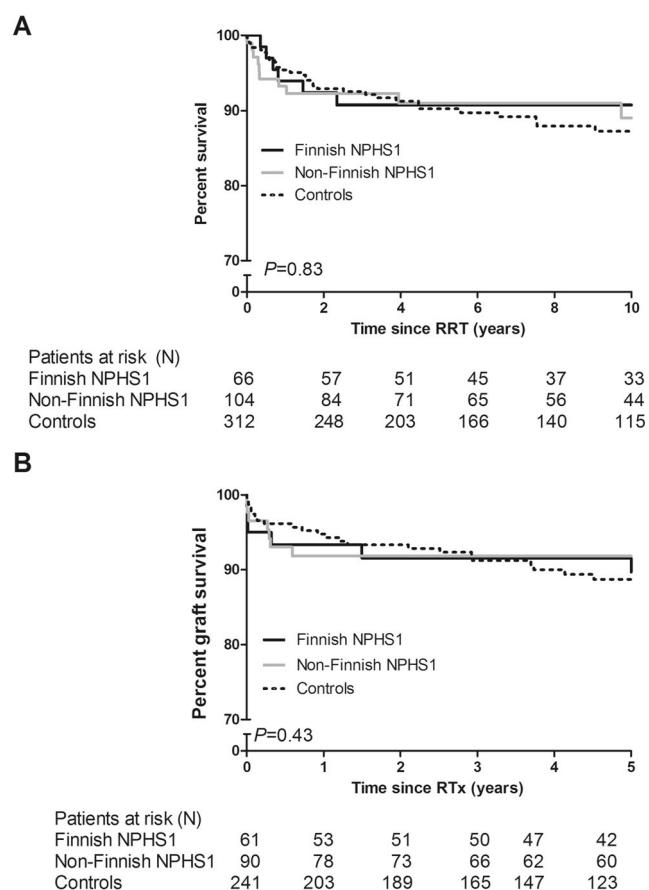 A
100
90
80
70
0
Percent survival
Finnish NPHS1
Non-Finnish NPHS1
Controls
P=0.83
0 2 4 6 8 10
Time since RRT (years)
Patients at risk (N)
Finnish NPHS1 66 57 51 45 37 33
Non-Finnish NPHS1 104 84 71 65 56 44
Controls 312 248 203 166 140 115
B
100
90
80
70
0
Percent graft survival
Finnish NPHS1
Non-Finnish NPHS1
Controls
P=0.43
0 1 2 3 4 5
Time since RTx (years)
Patients at risk (N)
Finnish NPHS1 61 53 51 50 47 42
Non-Finnish NPHS1 90 78 73 66 62 60
Controls 241 203 189 165 147 123